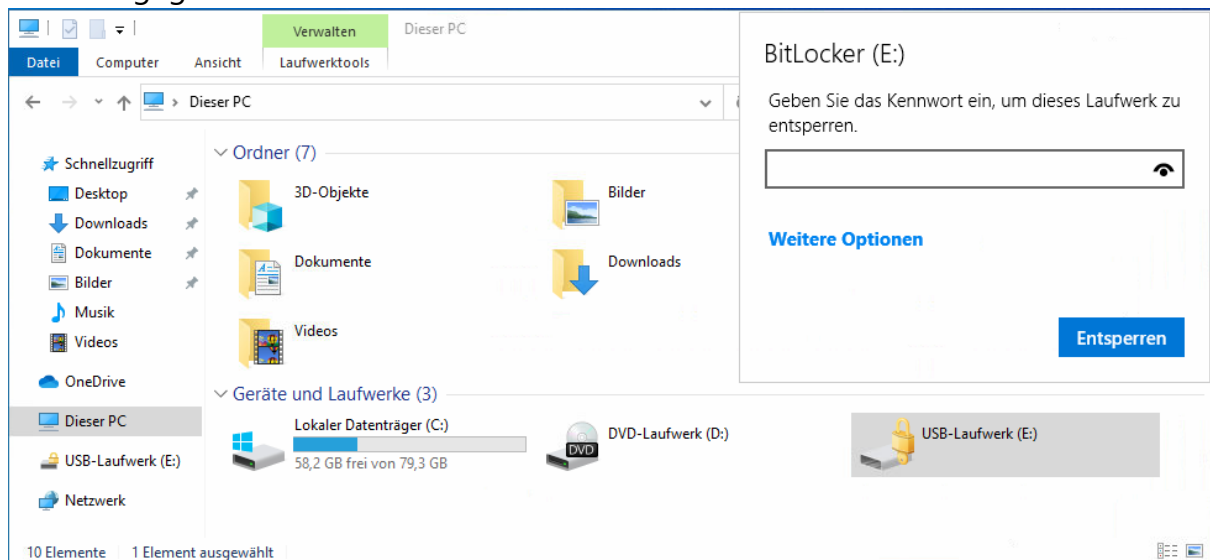 Verwalten
Dieser PC
Datei
Computer
Ansicht
Laufwerktools
Dieser PC
Schnellzugriff
Desktop
Downloads
Dokumente
Bilder
Musik
Videos
OneDrive
Dieser PC
USB-Laufwerk (E:)
Netzwerk
Ordner (7)
3D-Objekte
Bilder
Dokumente
Downloads
Videos
Geräte und Laufwerke (3)
Lokaler Datenträger (C:)
58,2 GB frei von 79,3 GB
DVD
DVD-Laufwerk (D:)
USB-Laufwerk (E:)
BitLocker (E:)
Geben Sie das Kennwort ein, um dieses Laufwerk zu
entsperren.
Weitere Optionen
Entsperren
10 Elemente
1 Element ausgewählt